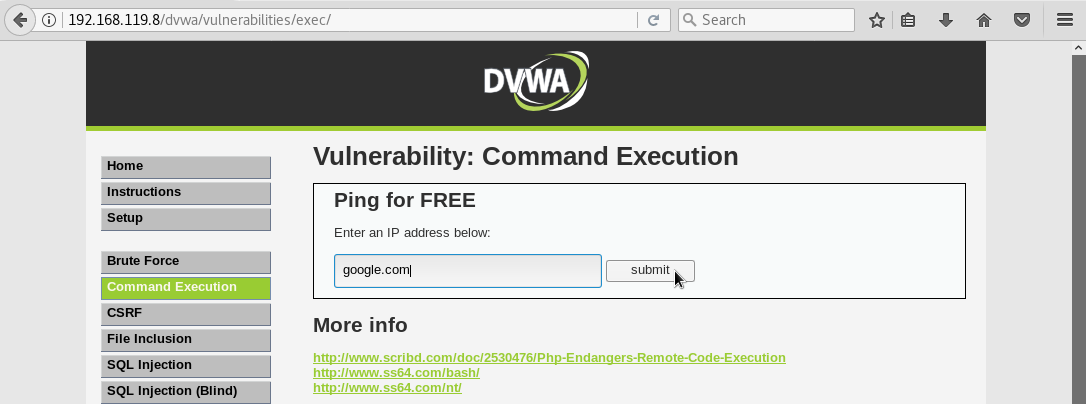 192.168.119.8/dvwa/vulnerabilities/exec/
Search
DVWA
Home
Instructions
Setup
Brute Force
Command Execution
CSRF
File Inclusion
SQL Injection
SQL Injection (Blind)
Vulnerability: Command Execution
Ping for FREE
Enter an IP address below:
google.com
submit
More info
http://www.scribd.com/doc/2530476/Php-Endangers-Remote-Code-Execution
http://www.ss64.com/bash/
http://www.ss64.com/nt/